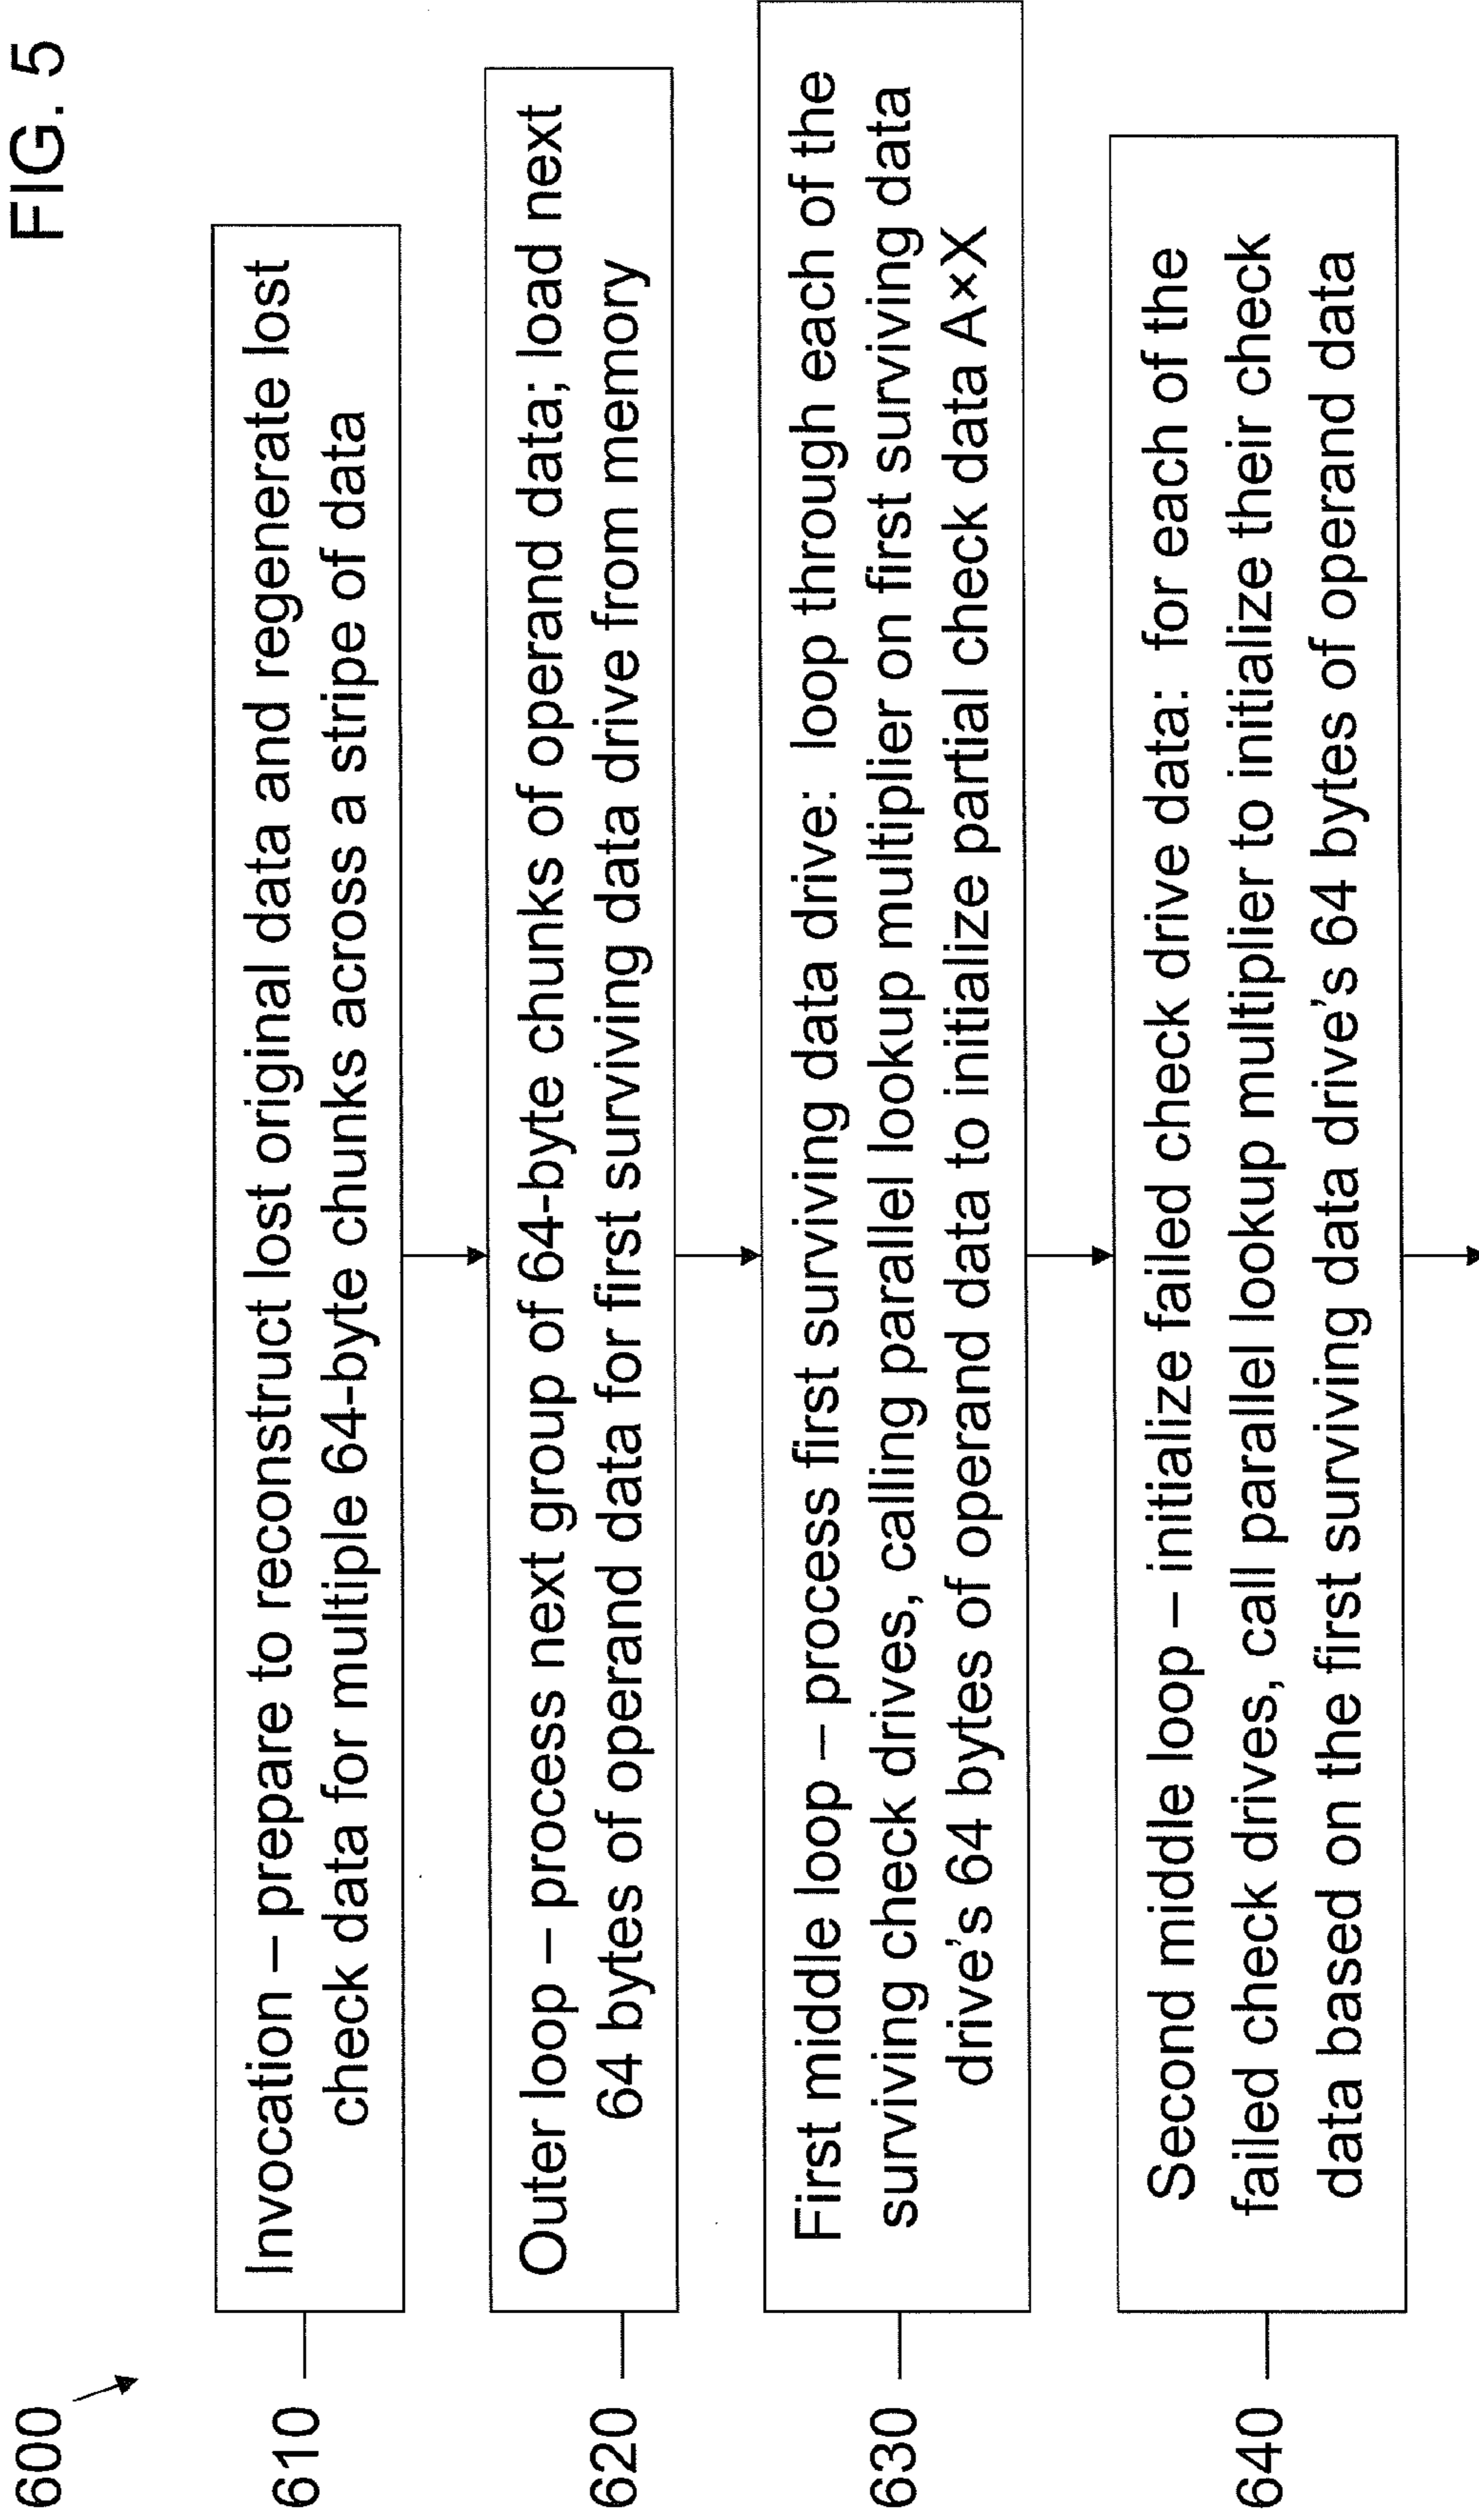 FIG. 5
600
610
Invocation – prepare to reconstruct lost original data and regenerate lost
check data for multiple 64-byte chunks across a stripe of data
620
Outer loop – process next group of 64-byte chunks of operand data; load next
64 bytes of operand data for first surviving data drive from memory
630
First middle loop – process first surviving data drive: loop through each of the
surviving check drives, calling parallel lookup multiplier on first surviving data
drive's 64 bytes of operand data to initialize partial check data A×X
640
Second middle loop – initialize failed check drive data: for each of the
failed check drives, call parallel lookup multiplier to initialize their check
data based on the first surviving data drive's 64 bytes of operand data